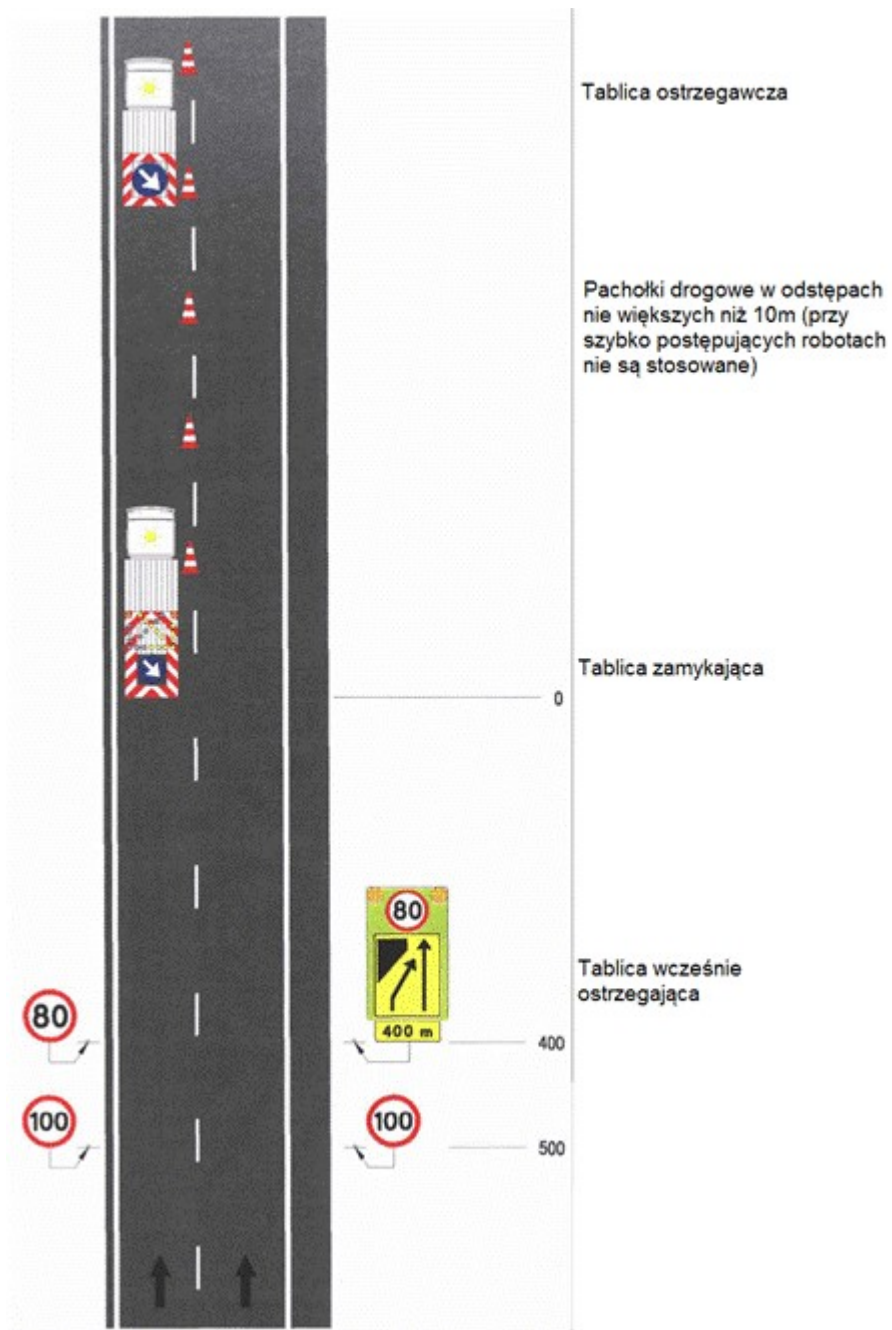 Tablica ostrzegawcza
Pachołki drogowe w odstępach
nie większych niż 10m (przy
szybko postępujących robotach
nie są stosowane)
Tablica zamykająca
0
80
Tablica wcześnie
ostrzegająca
80
400 m
400
100
100
500